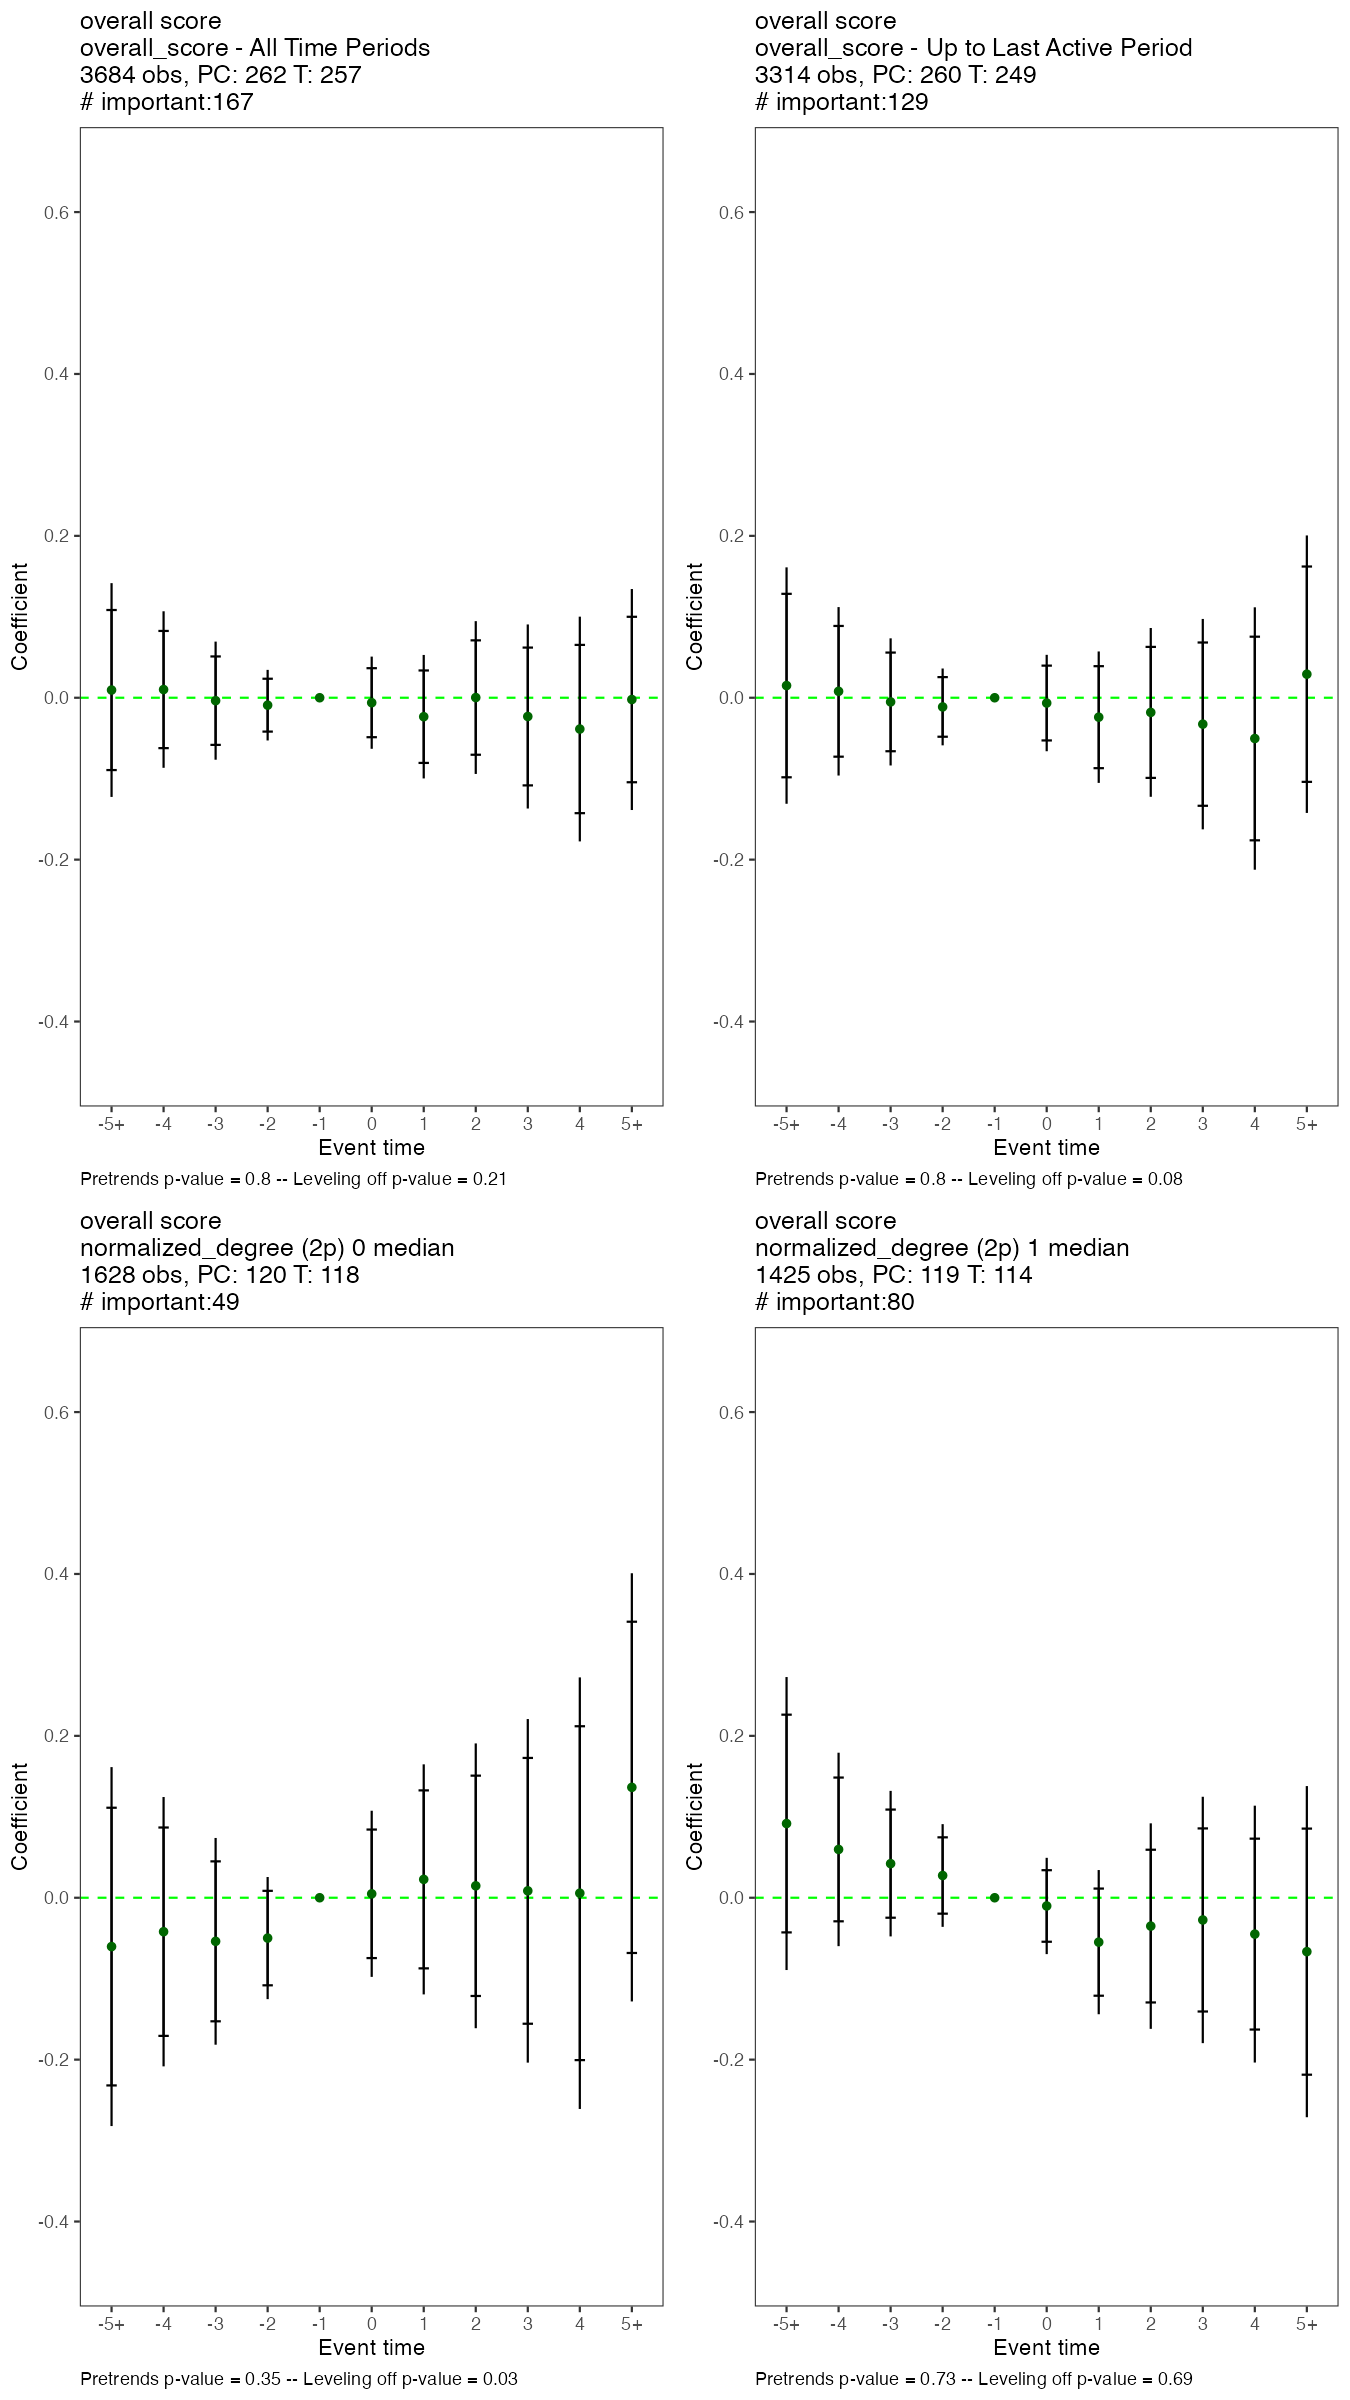 overall score
overall_score - All Time Periods
3684 obs, PC: 262 T: 257
# important:167
0.6
0.4
0.2
0.0
-0.2
-0.4
Coefficient
-5+ -4 -3 -2 -1 0 1 2 3 4 5+
Event time
Pretrends p-value = 0.8 -- Leveling off p-value = 0.21
overall score
overall_score - Up to Last Active Period
3314 obs, PC: 260 T: 249
# important:129
0.6
0.4
0.2
0.0
-0.2
-0.4
Coefficient
-5+ -4 -3 -2 -1 0 1 2 3 4 5+
Event time
Pretrends p-value = 0.8 -- Leveling off p-value = 0.08
overall score
normalized_degree (2p) 0 median
1628 obs, PC: 120 T: 118
# important:49
0.6
0.4
0.2
0.0
-0.2
-0.4
Coefficient
-5+ -4 -3 -2 -1 0 1 2 3 4 5+
Event time
Pretrends p-value = 0.35 -- Leveling off p-value = 0.03
overall score
normalized_degree (2p) 1 median
1425 obs, PC: 119 T: 114
# important:80
0.6
0.4
0.2
0.0
-0.2
-0.4
Coefficient
-5+ -4 -3 -2 -1 0 1 2 3 4 5+
Event time
Pretrends p-value = 0.73 -- Leveling off p-value = 0.69